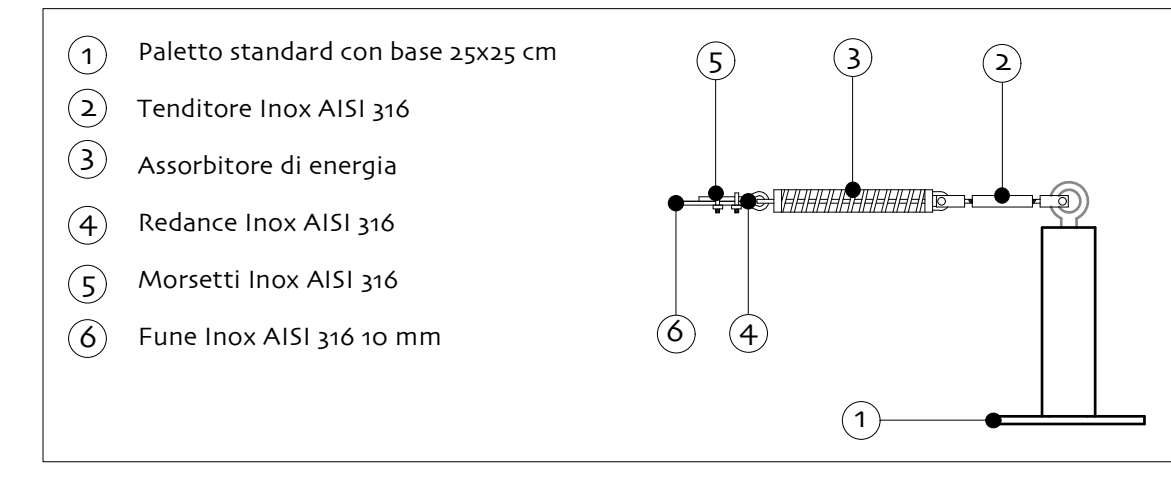 1 Paletto standard con base 25x25 cm
2 Tenditore Inox AISI 316
3 Assorbitore di energia
4 Redance Inox AISI 316
5 Morsetti Inox AISI 316
6 Fune Inox AISI 316 10 mm
5 3 2
6 4
1